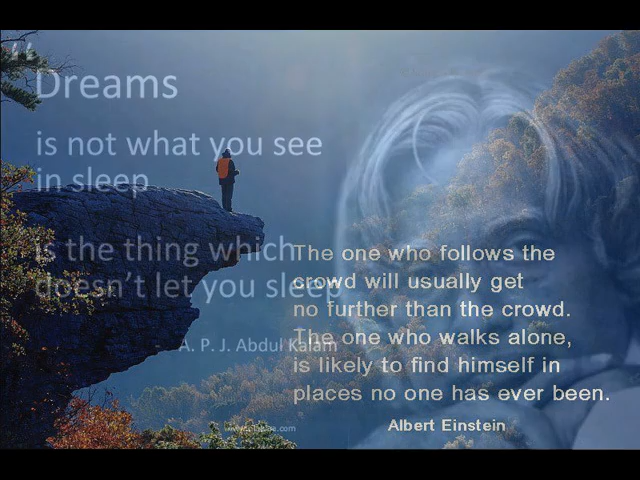 “Dreams
is not what you see
in sleep
is the thing which
doesn't let you sleep
A. P. J. Abdul Kalam
The one who follows the
crowd will usually get
no further than the crowd.
The one who walks alone,
is likely to find himself in
places no one has ever been.
Albert Einstein